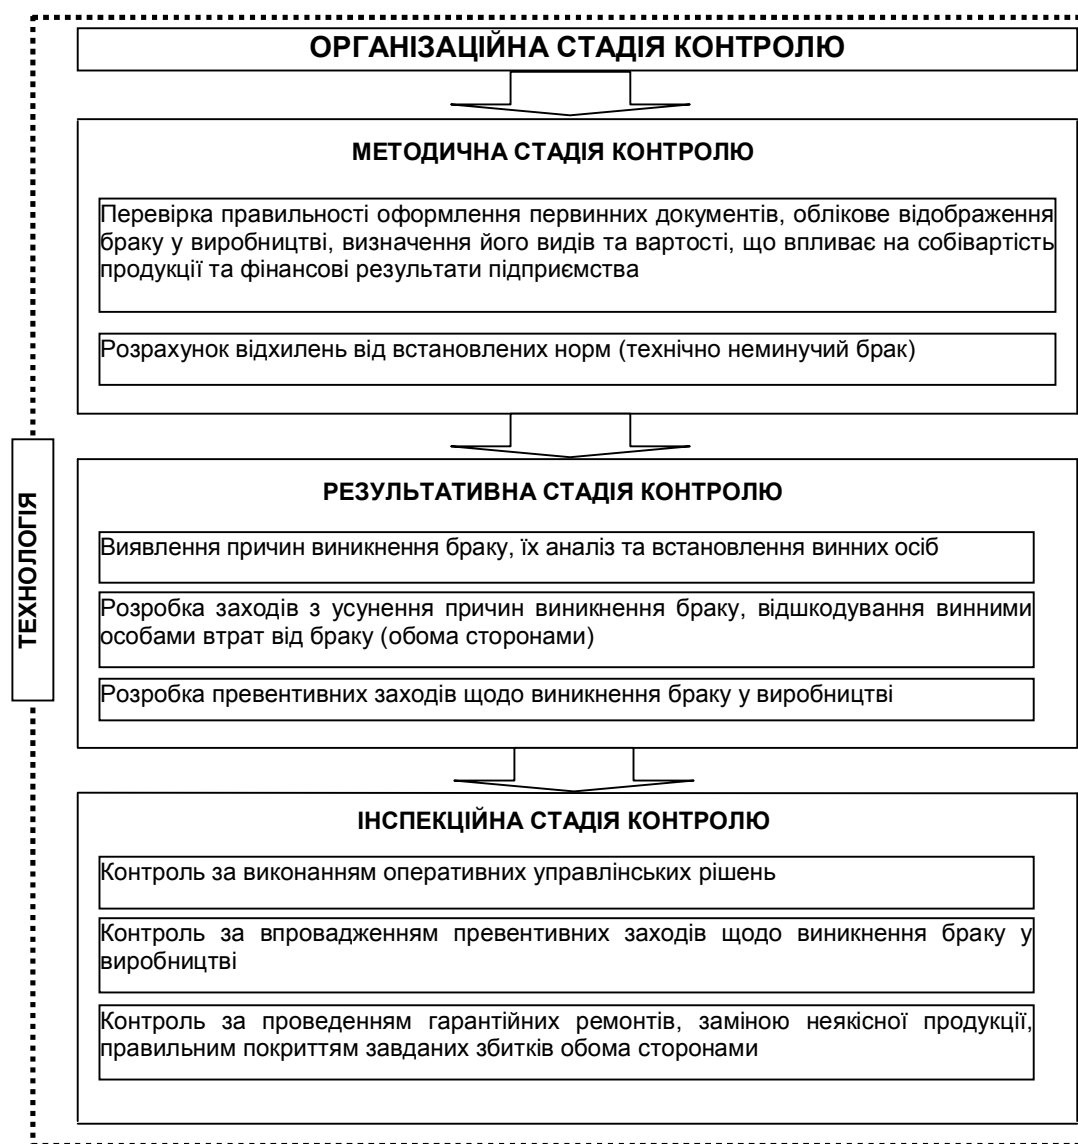 ОРГАНІЗАЦІЙНА СТАДІЯ КОНТРОЛЮ
МЕТОДИЧНА СТАДІЯ КОНТРОЛЮ
Перевірка правильності оформлення первинних документів, облікове відображення
браку у виробництві, визначення його видів та вартості, що впливає на собівартість
продукції та фінансові результати підприємства
Розрахунок відхилень від встановлених норм (технічно неминучий брак)
ТЕХНОЛОГІЯ
РЕЗУЛЬТАТИВНА СТАДІЯ КОНТРОЛЮ
Виявлення причин виникнення браку, їх аналіз та встановлення винних осіб
Розробка заходів з усунення причин виникнення браку, відшкодування винними
особами втрат від браку (обома сторонами)
Розробка превентивних заходів щодо виникнення браку у виробництві
ІНСПЕКЦІЙНА СТАДІЯ КОНТРОЛЮ
Контроль за виконанням оперативних управлінських рішень
Контроль за впровадженням превентивних заходів щодо виникнення браку у
виробництві
Контроль за проведенням гарантійних ремонтів, заміною неякісної продукції,
правильним покриттям завданих збитків обома сторонами